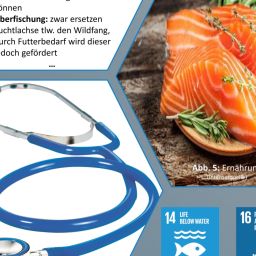 önnen
berfischung: zwar ersetzen
uchtlachse tlw. den Wildfang,
urch Futterbedarf wird dieser
doch gefördert
…
Abb. 5: Ernährun
14 LIFE
BELOW WATER
16